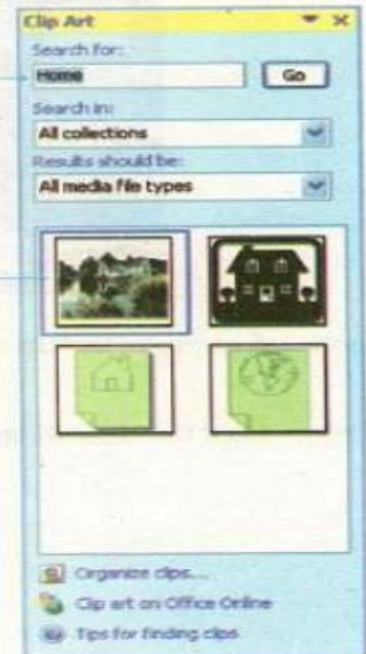 Clip Art
Search for:
Home
Go
Search in:
All collections
Results should be:
All media file types
Organize clips...
Clip art on Office Online
Tips for finding clips